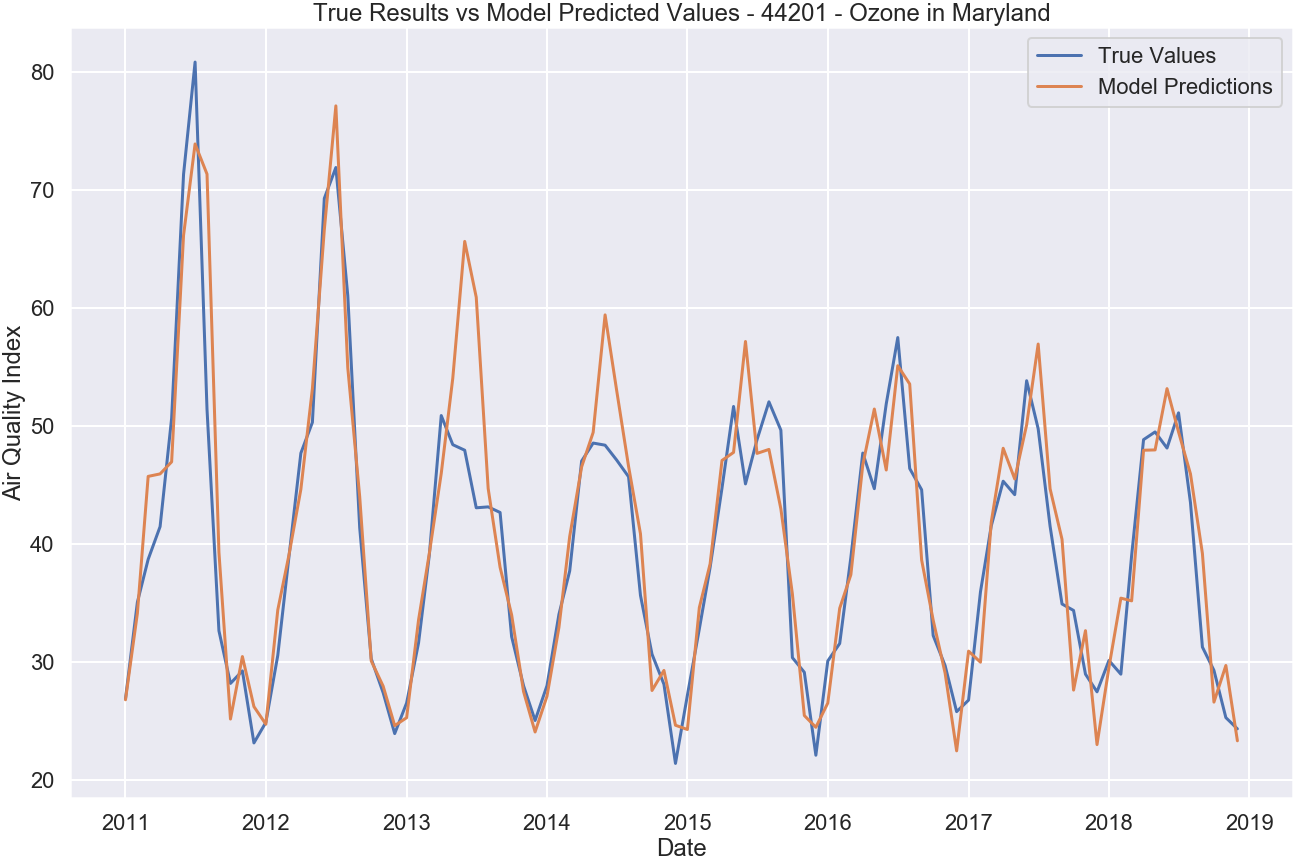 True Results vs Model Predicted Values - 44201 - Ozone in Maryland
True Values
Model Predictions
Air Quality Index
80
70
60
50
40
30
20
2011 2012 2013 2014 2015 2016 2017 2018 2019
Date